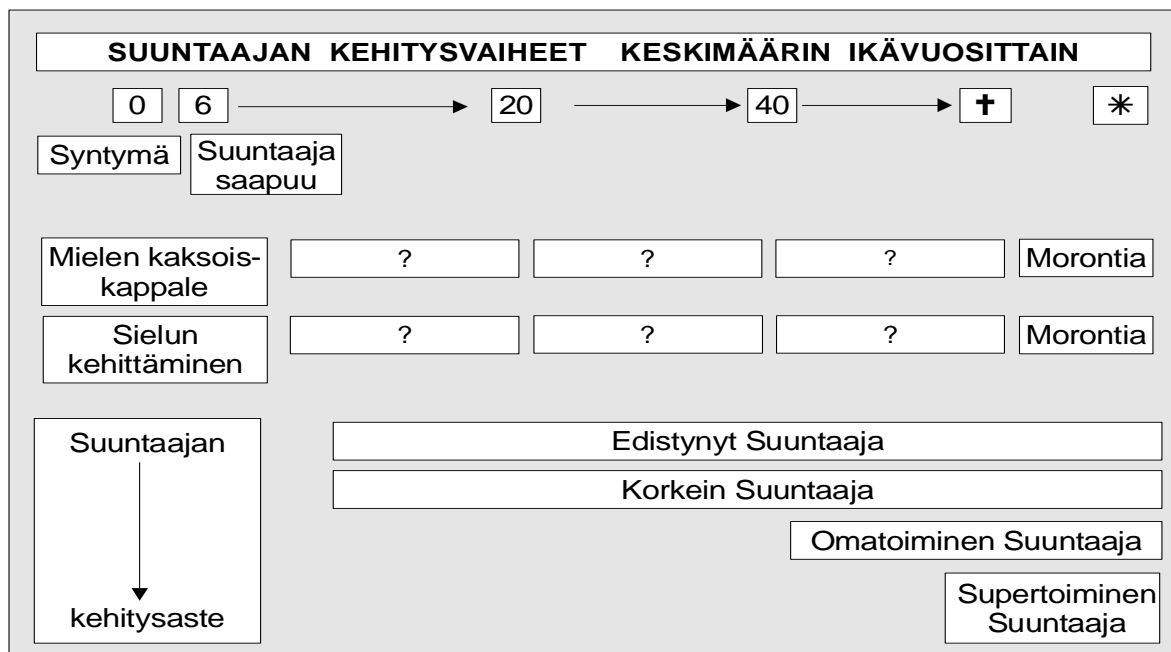 SUUNTAAJAN KEHITYSVAIHEET KESKIMÄÄRIN IKÄVUOSITTAIN
0 6 20 40 ✝ ✳
Syntymä
Suuntaaja
saapuu
Mielen kaksois-
kappale
? ? ? Morontia
Sielun
kehittäminen
? ? ? Morontia
Suuntaajan
kehitysaste
Edistynyt Suuntaaja
Korkein Suuntaaja
Omatoiminen Suuntaaja
Supertoiminen
Suuntaaja